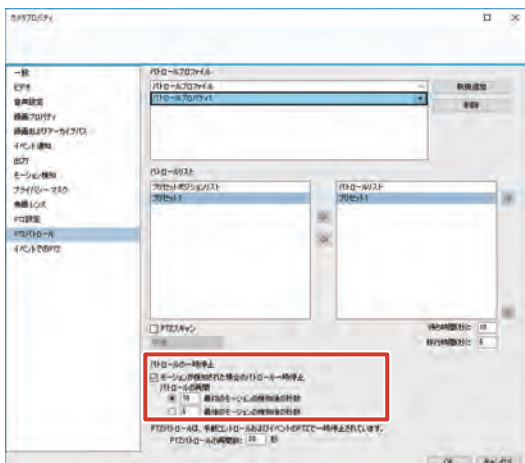 カメラプロパティ
一般
ビデオ
音声設定
録画プロパティ
録画およびアーカイブパス
イベント通知
出力
モーション検知
プライバシーマスク
魚眼レンズ
PTZ設定
PTZパトロール
イベントでのPTZ
パトロールプロファイル
パトロールプロファイル
パトロールプロパティ1
新規追加
削除
パトロールリスト
プリセットポジションリスト
プリセット1
パトロールリスト
プリセット1
PTZスキャン
待ち時間(秒): 10
移行時間(秒): 5
パトロールの一時停止
モーションが検知された場合のパトロール一時停止
パトロールの再開
10 最初のモーションの検知後の秒数
5 最後のモーションの検知後の秒数
PTZパトロールは、手動コントロールおよびイベントのPTZで一時停止されています。
PTZパトロールの再開前: 30 秒
OK キャンセル